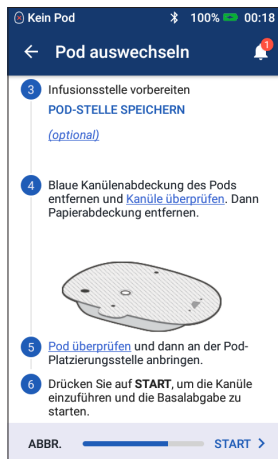 Kein Pod 100% 00:18
Pod auswechseln 1
3 Infusionsstelle vorbereiten
POD-STELLE SPEICHERN
(optional)
4 Blaue Kanülenabdeckung des Pods
entfernen und Kanüle überprüfen. Dann
Papierabdeckung entfernen.
5 Pod überprüfen und dann an der Pod-
Platzierungsstelle anbringen.
6 Drücken Sie auf START, um die Kanüle
einzuführen und die Basalabgabe zu
starten.
ABBR. START